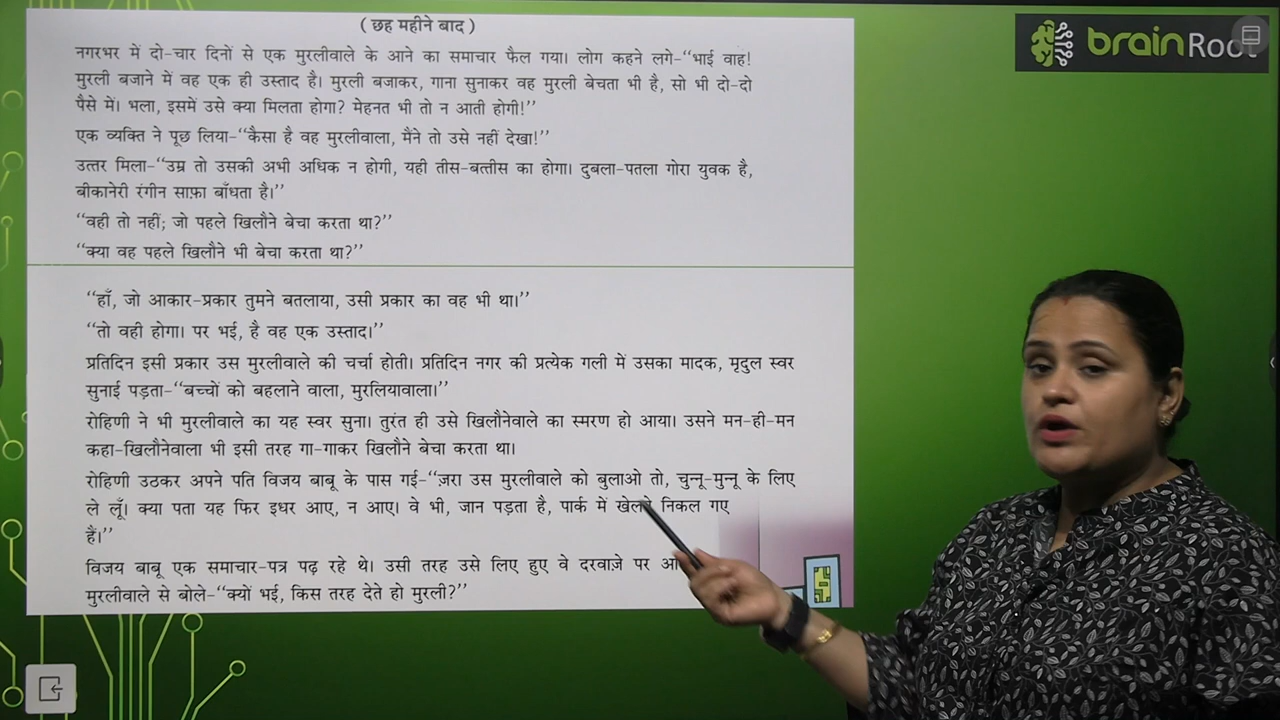 ( छह महीने बाद )
नगरभर में दो-चार दिनों से एक मुरलीवाले के आने का समाचार फैल गया। लोग कहने लगे-‘‘भाई वाह!
मुरली बजाने में वह एक ही उस्ताद है। मुरली बजाकर, गाना सुनाकर वह मुरली बेचता भी है, सो भी दो-दो
पैसे में। भला, इसमें उसे क्या मिलता होगा? मेहनत भी तो न आती होगी!’’
एक व्यक्ति ने पूछ लिया-‘‘कैसा है वह मुरलीवाला, मैंने तो उसे नहीं देखा!’’
उत्तर मिला-‘‘उम्र तो उसकी अभी अधिक न होगी, यही तीस-बत्तीस का होगा। दुबला-पतला गोरा युवक है,
बीकानेरी रंगीन साफ़ा बाँधता है।’’
‘‘वही तो नहीं; जो पहले खिलौने बेचा करता था?’’
‘‘क्या वह पहले खिलौने भी बेचा करता था?’’
‘‘हाँ, जो आकार-प्रकार तुमने बतलाया, उसी प्रकार का वह भी था।’’
‘‘तो वही होगा। पर भई, है वह एक उस्ताद।’’
प्रतिदिन इसी प्रकार उस मुरलीवाले की चर्चा होती। प्रतिदिन नगर की प्रत्येक गली में उसका मादक, मृदुल स्वर
सुनाई पड़ता-‘‘बच्चों को बहलाने वाला, मुरलियावाला।’’
रोहिणी ने भी मुरलीवाले का यह स्वर सुना। तुरंत ही उसे खिलौनेवाले का स्मरण हो आया। उसने मन-ही-मन
कहा-खिलौनेवाला भी इसी तरह गा-गाकर खिलौने बेचा करता था।
रोहिणी उठकर अपने पति विजय बाबू के पास गई-‘‘ज़रा उस मुरलीवाले को बुलाओ तो, चुन्नू-मुन्नू के लिए
ले लूँ। क्या पता यह फिर इधर आए, न आए। वे भी, जान पड़ता है, पार्क में निकल गए
हैं।’’
विजय बाबू एक समाचार-पत्र पढ़ रहे थे। उसी तरह उसे लिए हुए वे दरवाज़े पर
मुरलीवाले से बोले-‘‘क्यों भई, किस तरह देते हो मुरली?’’
brainRoot